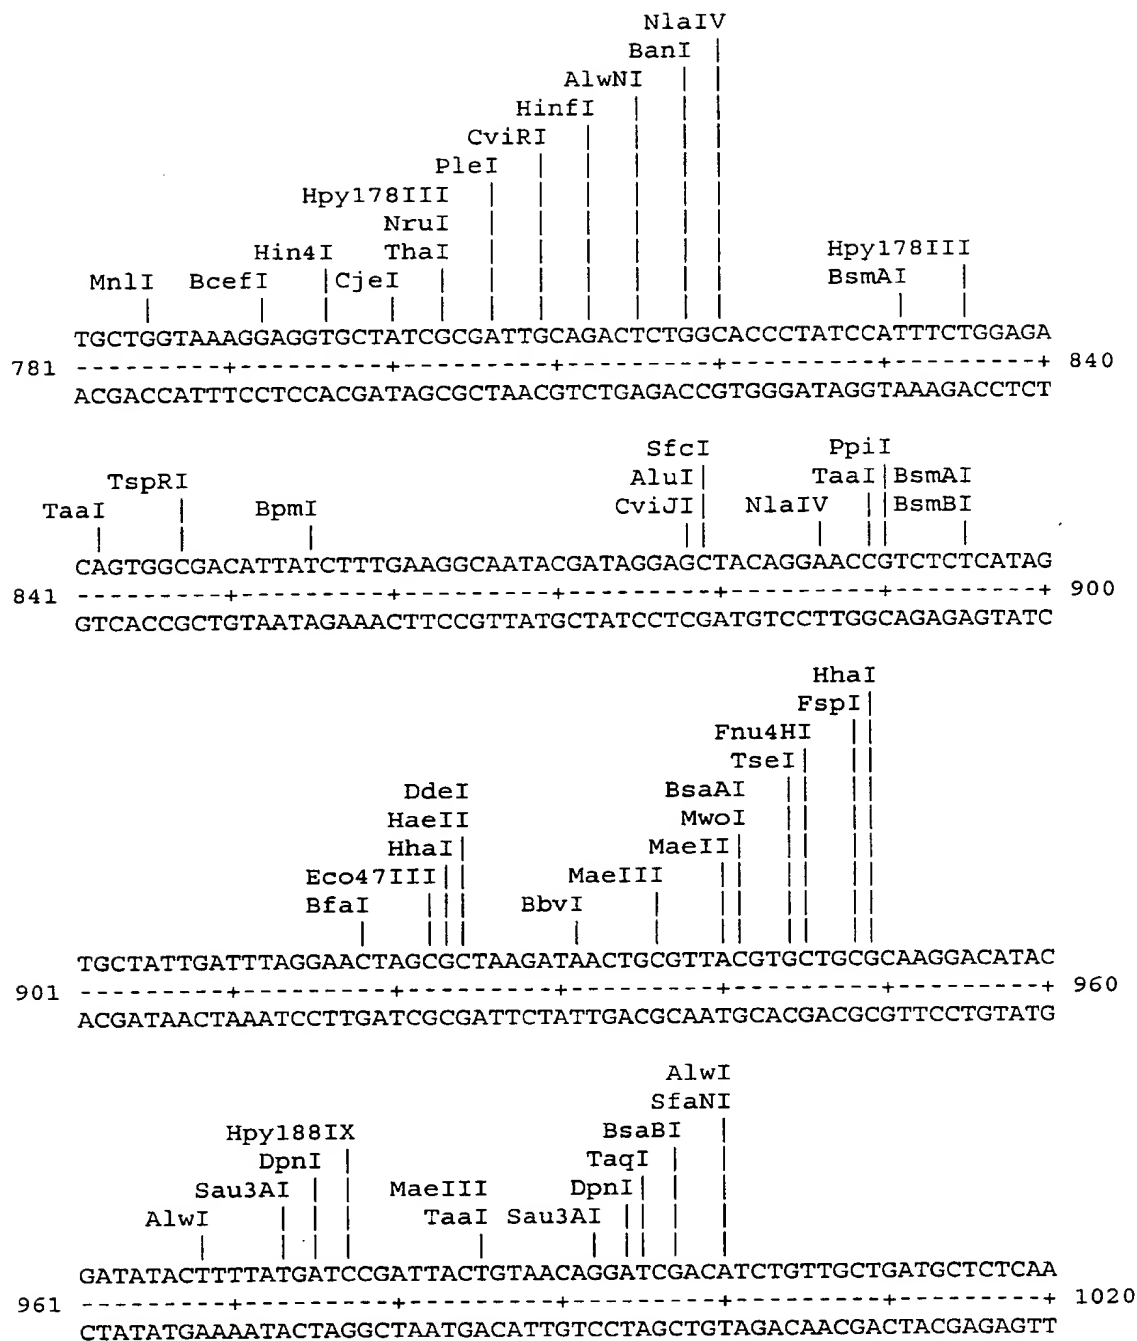 NlaIV
BanI
AlwNI
HinfI
CviRI
PleI
Hpy178III
NruI
Hin4I ThaI Hpy178III
MnlI BcefI CjeI BsmAI
TGCTGGTAAAGGAGGTGCTATCGCGATTGCAGACTCTGGCACCCTATCCATTTCTGGAGA
781 ---------+---------+---------+---------+---------+---------+ 840
ACGACCATTTCCTCCACGATAGCGCTAACGTCTGAGACCGTGGGATAGGTAAAGACCTCT
SfcI PpiI
TspRI AluI TaaI BsmAI
TaaI BpmI CviJI NlaIV BsmBI
CAGTGGCGACATTATCTTTGAAGGCAATACGATAGGAGCTACAGGAACCGTCTCTCATAG
841 ---------+---------+---------+---------+---------+---------+ 900
GTCACCGCTGTAATAGAAACTTCCGTTATGCTATCCTCGATGTCCTTGGCAGAGAGTATC
HhaI
FspI
Fnu4HI
TseI
DdeI BsaAI
HaeII MwoI
HhaI MaeII
Eco47III MaeIII
BfaI BbvI
TGCTATTGATTTAGGAACTAGCGCTAAGATAACTGCGTTACGTGCTGCGCAAGGACATAC
901 ---------+---------+---------+---------+---------+---------+ 960
ACGATAACTAAATCCTTGATCGCGATTCTATTGACGCAATGCACGACGCGTTCCTGTATG
AlwI
SfaNI
Hpy188IX BsaBI
DpnI TaqI
Sau3AI MaeIII DpnI
AlwI TaaI Sau3AI
GATATACTTTTATGATCCGATTACTGTAACAGGATCGACATCTGTTGCTGATGCTCTCAA
961 ---------+---------+---------+---------+---------+---------+ 1020
CTATATGAAAATACTAGGCTAATGACATTGTCCTAGCTGTAGACAACGACTACGAGAGTT